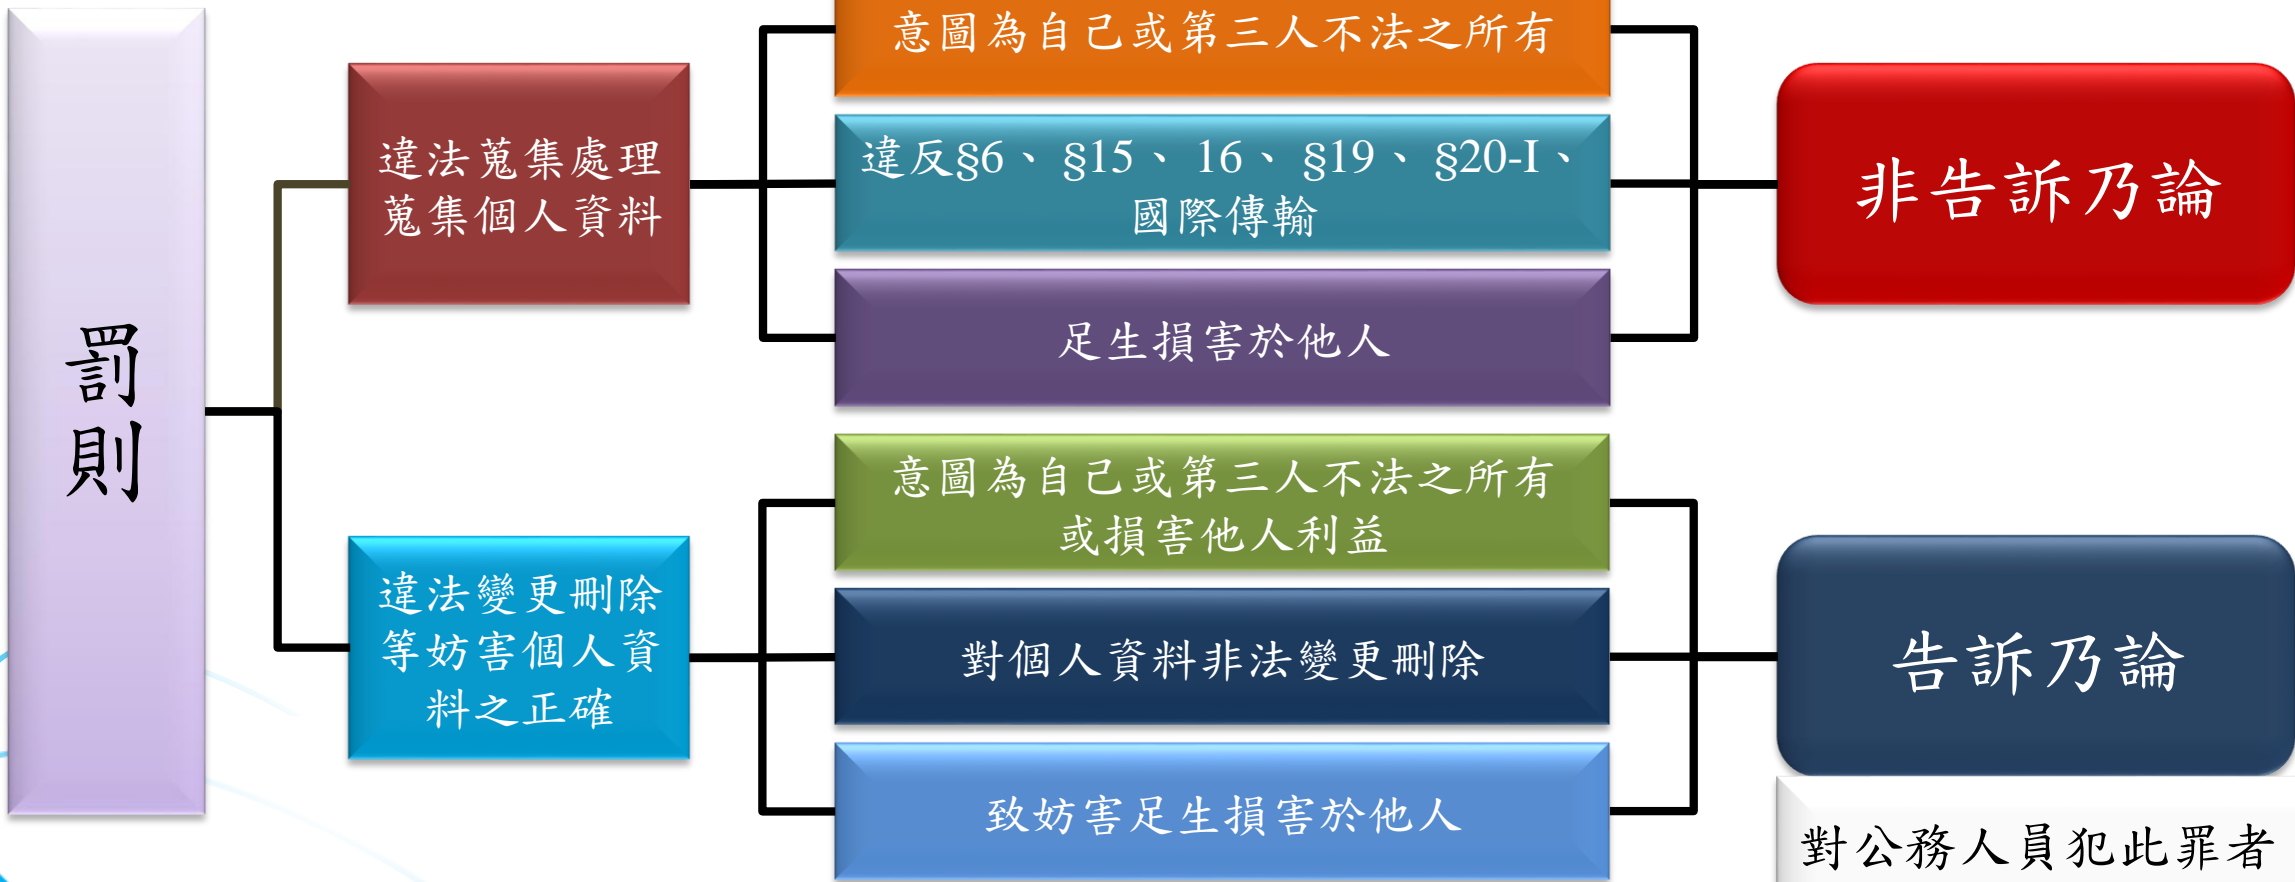 罰
則
違法蒐集處理
蒐集個人資料
意圖為自己或第三人不法之所有
違反§6、 §15、 16、 §19、 §20-I、
國際傳輸
足生損害於他人
非告訴乃論
違法變更刪除
等妨害個人資
料之正確
意圖為自己或第三人不法之所有
或損害他人利益
對個人資料非法變更刪除
致妨害足生損害於他人
告訴乃論
對公務人員犯此罪者